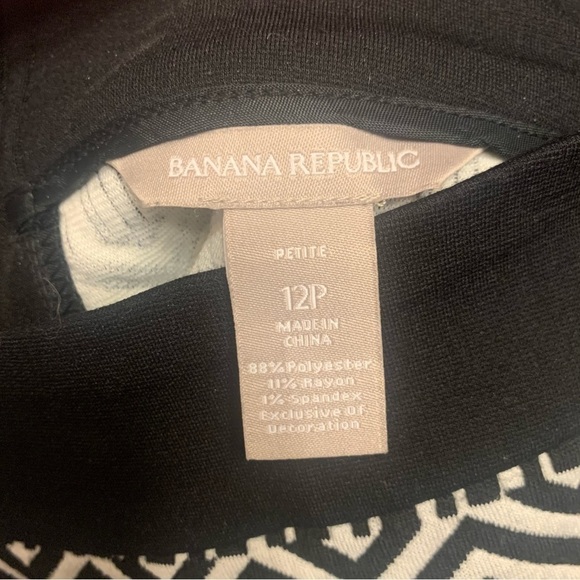 BANANA REPUBLIC
PETITE
12P
MADE IN
CHINA
88% Polyester
11% Rayon
1% Spandex
Exclusive Of
Decoration